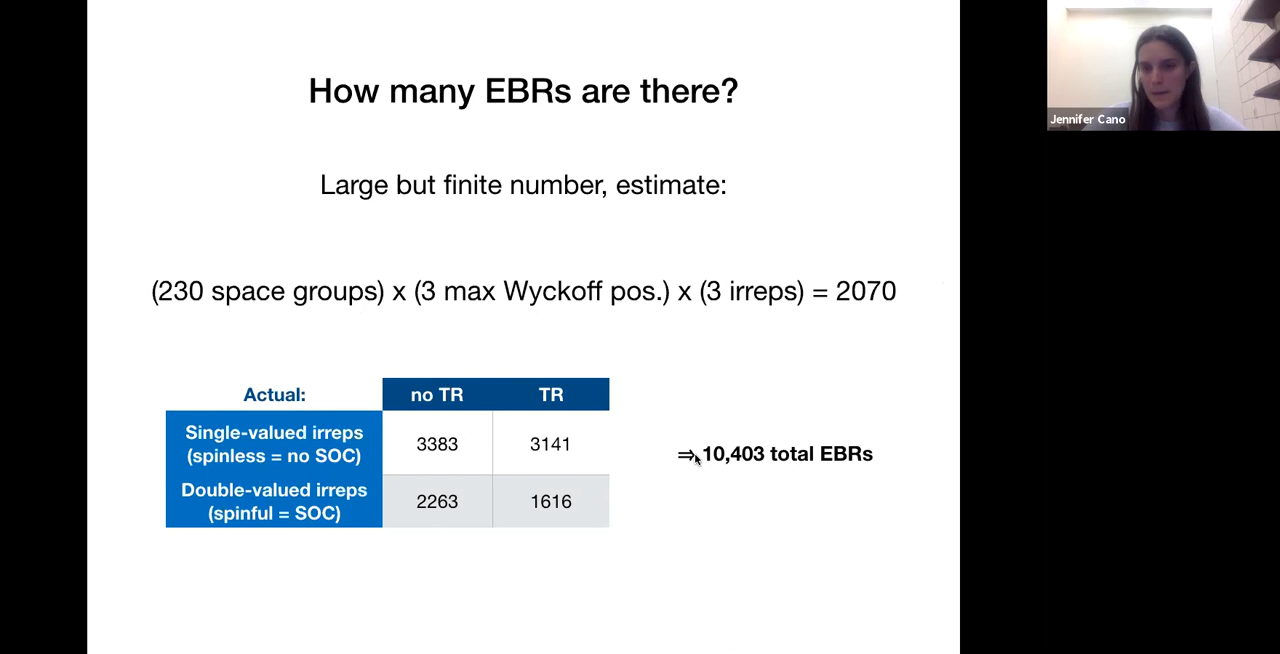 How many EBRs are there?
Jennifer Cano
Large but finite number, estimate:
(230 space groups) x (3 max Wyckoff pos.) x (3 irreps) = 2070
Actual: no TR TR
Single-valued irreps
(spinless = no SOC) 3383 3141
Double-valued irreps
(spinful = SOC) 2263 1616
⇒ 10,403 total EBRs